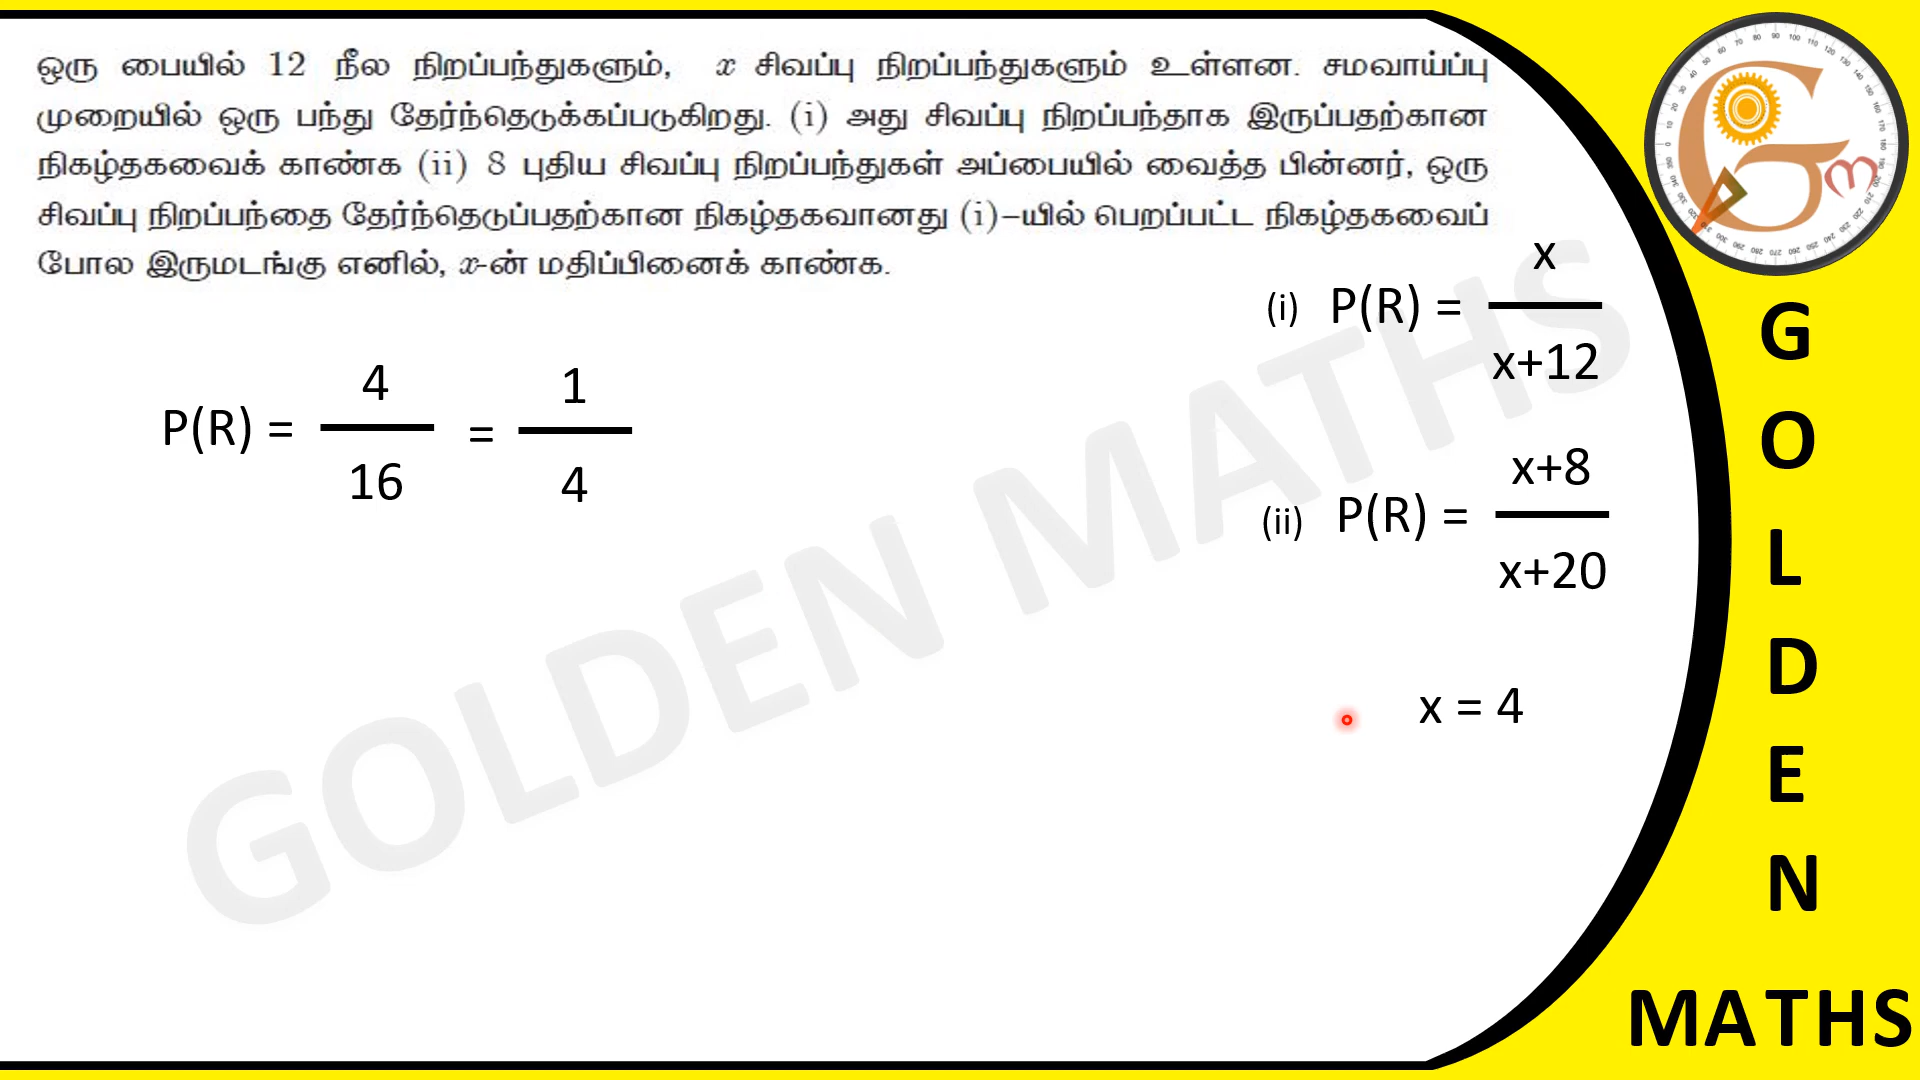 ஒரு பையில் 12 நீல நிறப்பந்துகளும், x சிவப்பு நிறப்பந்துகளும் உள்ளன. சமவாய்ப்பு
முறையில் ஒரு பந்து தேர்ந்தெடுக்கப்படுகிறது. (i) அது சிவப்பு நிறப்பந்தாக இருப்பதற்கான
நிகழ்தகவைக் காண்க (ii) 8 புதிய சிவப்பு நிறப்பந்துகள் அப்பையில் வைத்த பின்னர், ஒரு
சிவப்பு நிறப்பந்தை தேர்ந்தெடுப்பதற்கான நிகழ்தகவானது (i)–யில் பெறப்பட்ட நிகழ்தகவைப்
போல இருமடங்கு எனில், x-ன் மதிப்பினைக் காண்க.
(i) P(R) = x / x+12
P(R) = 4 / 16 = 1 / 4
(ii) P(R) = x+8 / x+20
x = 4
GOLDEN MATHS
Gm
G
O
L
D
E
N
MATHS